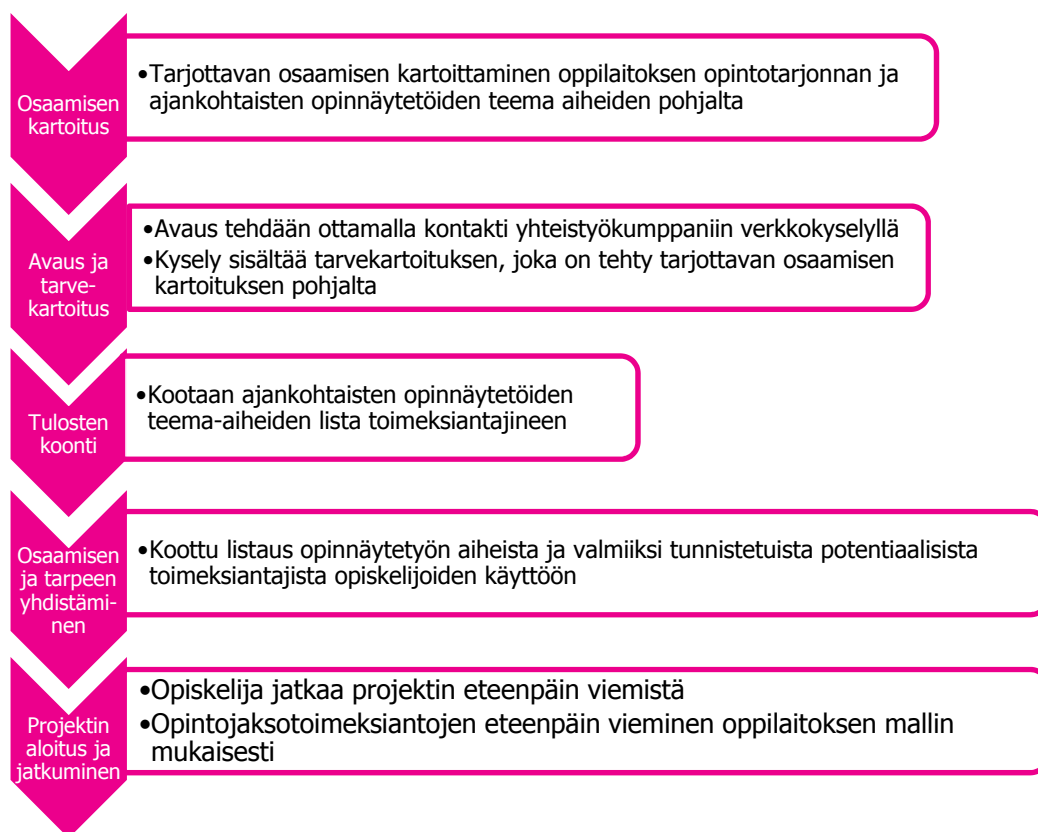 Osaamisen
kartoitus
•Tarjottavan osaamisen kartoittaminen oppilaitoksen opintotarjonnan ja
ajankohtaisten opinnäytetöiden teema aiheiden pohjalta
Avaus ja
tarve-
kartoitus
•Avaus tehdään ottamalla kontakti yhteistyökumppaniin verkkokyselyllä
•Kysely sisältää tarvekartoituksen, joka on tehty tarjottavan osaamisen
kartoituksen pohjalta
Tulosten
koonti
•Kootaan ajankohtaisten opinnäytetöiden
teema-aiheiden lista toimeksiantajineen
Osaamisen
ja tarpeen
yhdistämi-
nen
•Koottu listaus opinnäytetyön aiheista ja valmiiksi tunnistetuista potentiaalisista
toimeksiantajista opiskelijoiden käyttöön
Projektin
aloitus ja
jatkuminen
•Opiskelija jatkaa projektin eteenpäin viemistä
•Opintojaksotoimeksiantojen eteenpäin vieminen oppilaitoksen mallin
mukaisesti